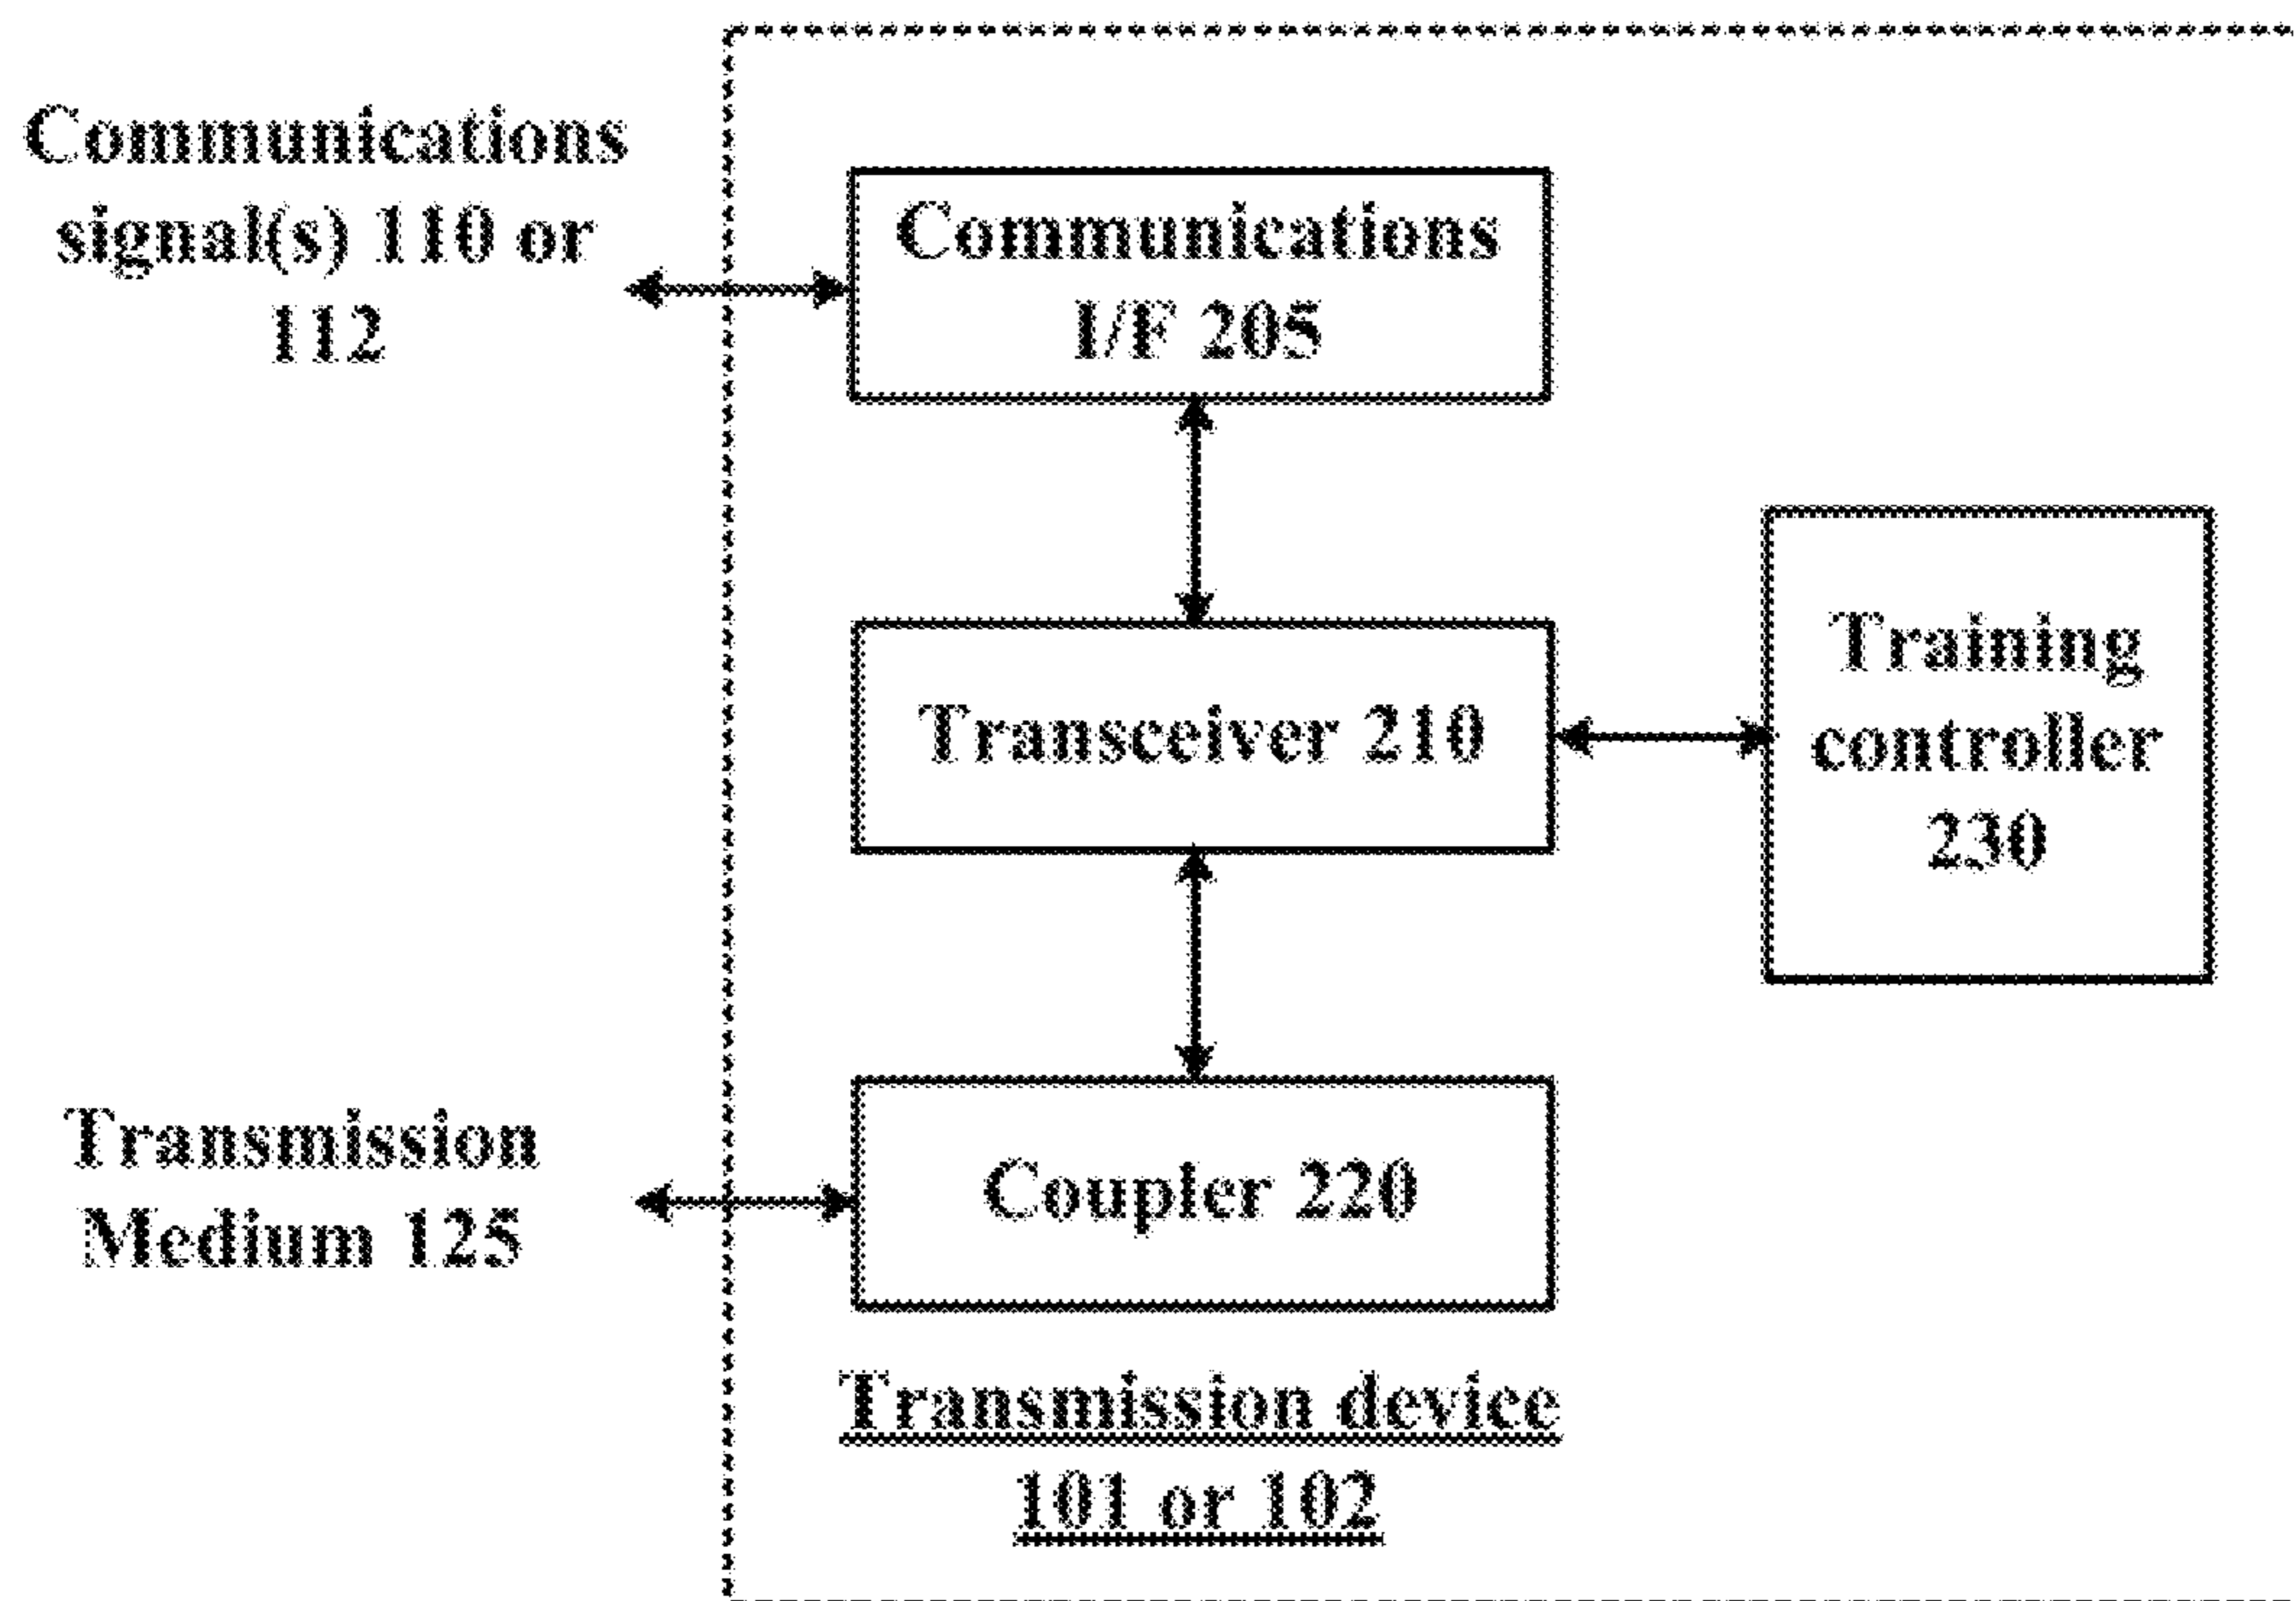 Communications
signal(s) 110 or
112
Communications
I/F 205
Transceiver 210
Training
controller
230
Transmission
Medium 125
Coupler 220
Transmission device
101 or 102